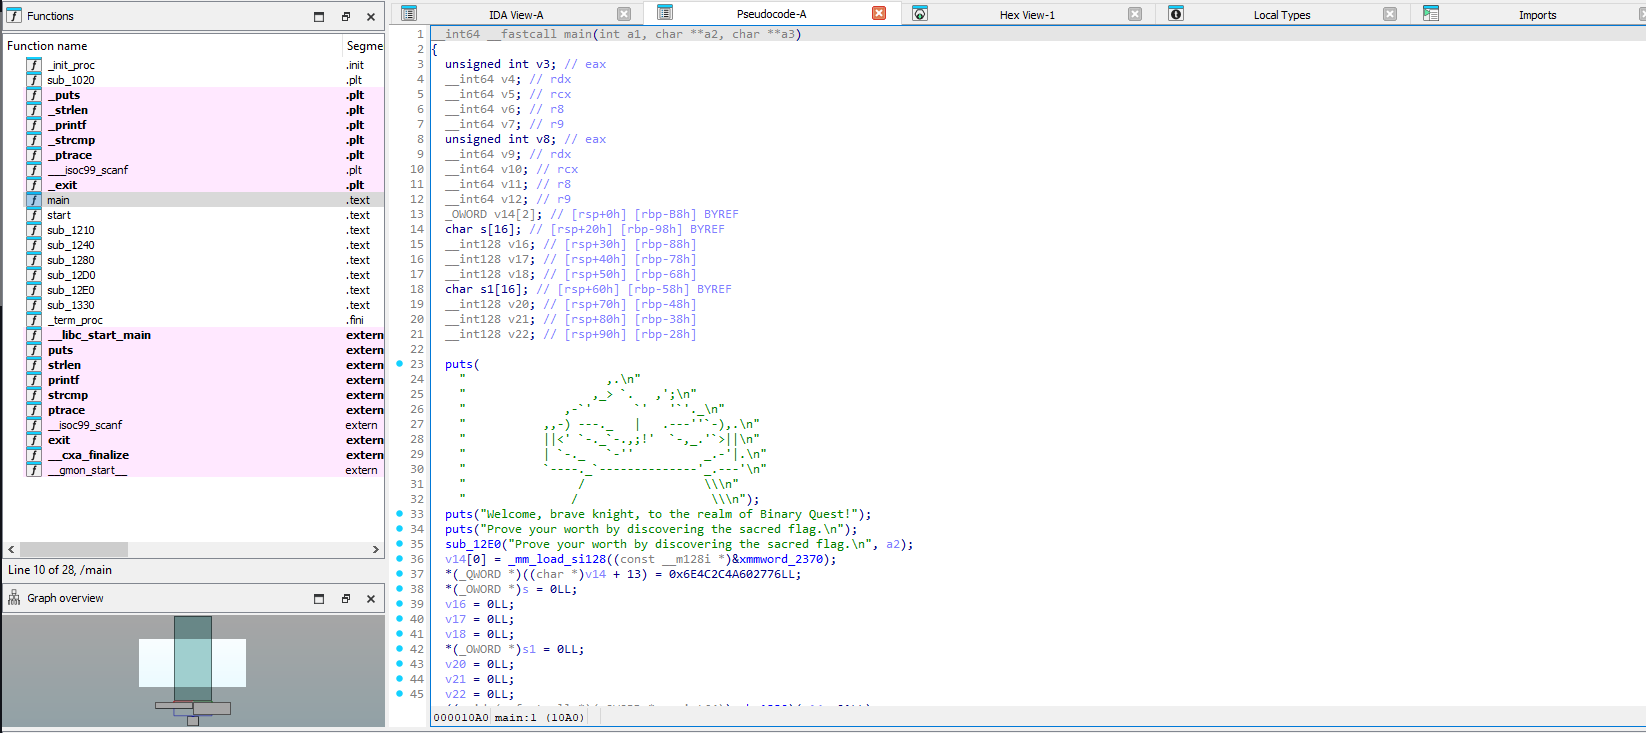 Functions
Function name Segme
_init_proc .init
sub_1020 .plt
_puts .plt
_strlen .plt
_printf .plt
_strcmp .plt
_ptrace .plt
___isoc99_scanf .plt
_exit .plt
main .text
start .text
sub_1210 .text
sub_1240 .text
sub_1280 .text
sub_12D0 .text
sub_12E0 .text
sub_1330 .text
_term_proc .fini
__libc_start_main extern
puts extern
strlen extern
printf extern
strcmp extern
ptrace extern
__isoc99_scanf extern
exit extern
__cxa_finalize extern
__gmon_start__ extern
Line 10 of 28, /main
Graph overview
IDA View-A Pseudocode-A Hex View-1 Local Types Imports
1 __int64 __fastcall main(int a1, char **a2, char **a3)
2 {
3 unsigned int v3; // eax
4 __int64 v4; // rdx
5 __int64 v5; // rcx
6 __int64 v6; // r8
7 __int64 v7; // r9
8 unsigned int v8; // eax
9 __int64 v9; // rdx
10 __int64 v10; // rcx
11 __int64 v11; // r8
12 __int64 v12; // r9
13 _OWORD v14[2]; // [rsp+0h] [rbp-B8h] BYREF
14 char s[16]; // [rsp+20h] [rbp-98h] BYREF
15 __int128 v16; // [rsp+30h] [rbp-88h]
16 __int128 v17; // [rsp+40h] [rbp-78h]
17 __int128 v18; // [rsp+50h] [rbp-68h]
18 char s1[16]; // [rsp+60h] [rbp-58h] BYREF
19 __int128 v20; // [rsp+70h] [rbp-48h]
20 __int128 v21; // [rsp+80h] [rbp-38h]
21 __int128 v22; // [rsp+90h] [rbp-28h]
22
23 puts(
24 "                    ,.\n"
25 "                  ,_> `.   ,';\n"
26 "              ,-`'      `'   '`'._\n"
27 "           ,,-) ---._   |   .---''`-),.\n"
28 "           ||<' `-._`-.,;!'  `-,_.'`>||\n"
29 "           | `-._   `-''          _.-'|.\n"
30 "           `----._`--------------'_.---'\n"
31 "                /                 \\\n"
32 "               /                   \\\n");
33 puts("Welcome, brave knight, to the realm of Binary Quest!");
34 puts("Prove your worth by discovering the sacred flag.\n");
35 sub_12E0("Prove your worth by discovering the sacred flag.\n", a2);
36 v14[0] = _mm_load_si128((const __m128i *)&xmmword_2370);
37 *(_QWORD *)((char *)v14 + 13) = 0x6E4C2C4A602776LL;
38 *(_OWORD *)s = 0LL;
39 v16 = 0LL;
40 v17 = 0LL;
41 v18 = 0LL;
42 *(_OWORD *)s1 = 0LL;
43 v20 = 0LL;
44 v21 = 0LL;
45 v22 = 0LL;
000010A0 main:1 (10A0)